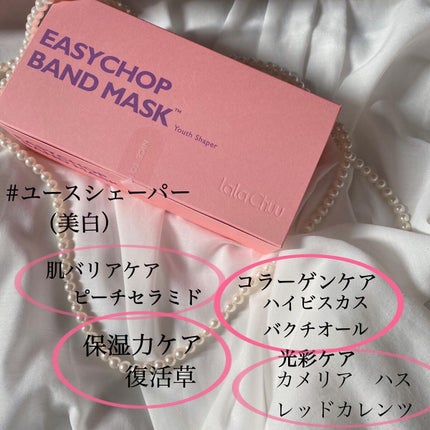 EASYCHOP
BAND MASK™
Youth Shaper
lalaChuu
#ユースシェーパー
(美白)
肌バリアケア
ピーチセラミド
コラーゲンケア
ハイビスカス
バクチオール
保湿力ケア
復活草
光彩ケア
カメリア ハス
レッドカレンツ